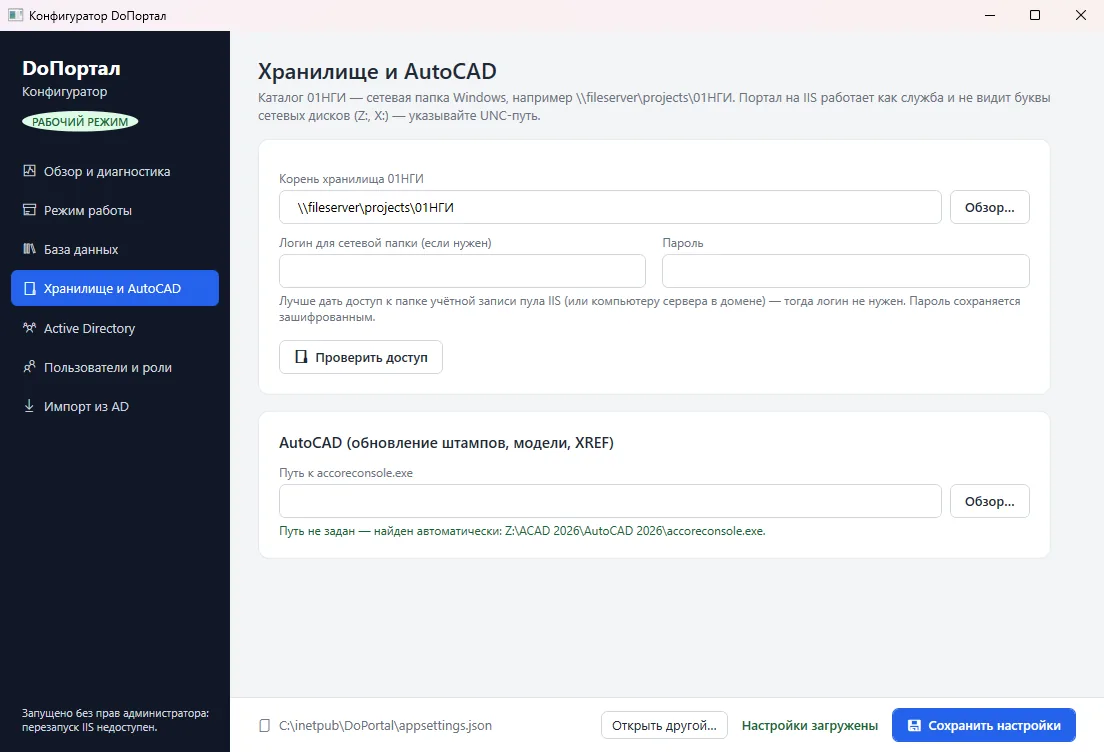 Конфигуратор DoПортал
DoПортал
Конфигуратор
РАБОЧИЙ РЕЖИМ
Обзор и диагностика
Режим работы
База данных
Хранилище и AutoCAD
Active Directory
Пользователи и роли
Импорт из AD
Запущено без прав администратора:
перезапуск IIS недоступен.
Хранилище и AutoCAD
Каталог 01НГИ — сетевая папка Windows, например \\fileserver\projects\01НГИ. Портал на IIS работает как служба и не видит буквы
сетевых дисков (Z:, X:) — указывайте UNC-путь.
Корень хранилища 01НГИ
\\fileserver\projects\01НГИ
Обзор...
Логин для сетевой папки (если нужен)
Пароль
Лучше дать доступ к папке учётной записи пула IIS (или компьютеру сервера в домене) — тогда логин не нужен. Пароль сохраняется
зашифрованным.
Проверить доступ
AutoCAD (обновление штампов, модели, XREF)
Путь к accoreconsole.exe
Обзор...
Путь не задан — найден автоматически: Z:\ACAD 2026\AutoCAD 2026\accoreconsole.exe.
C:\inetpub\DoPortal\appsettings.json
Открыть другой...
Настройки загружены
Сохранить настройки